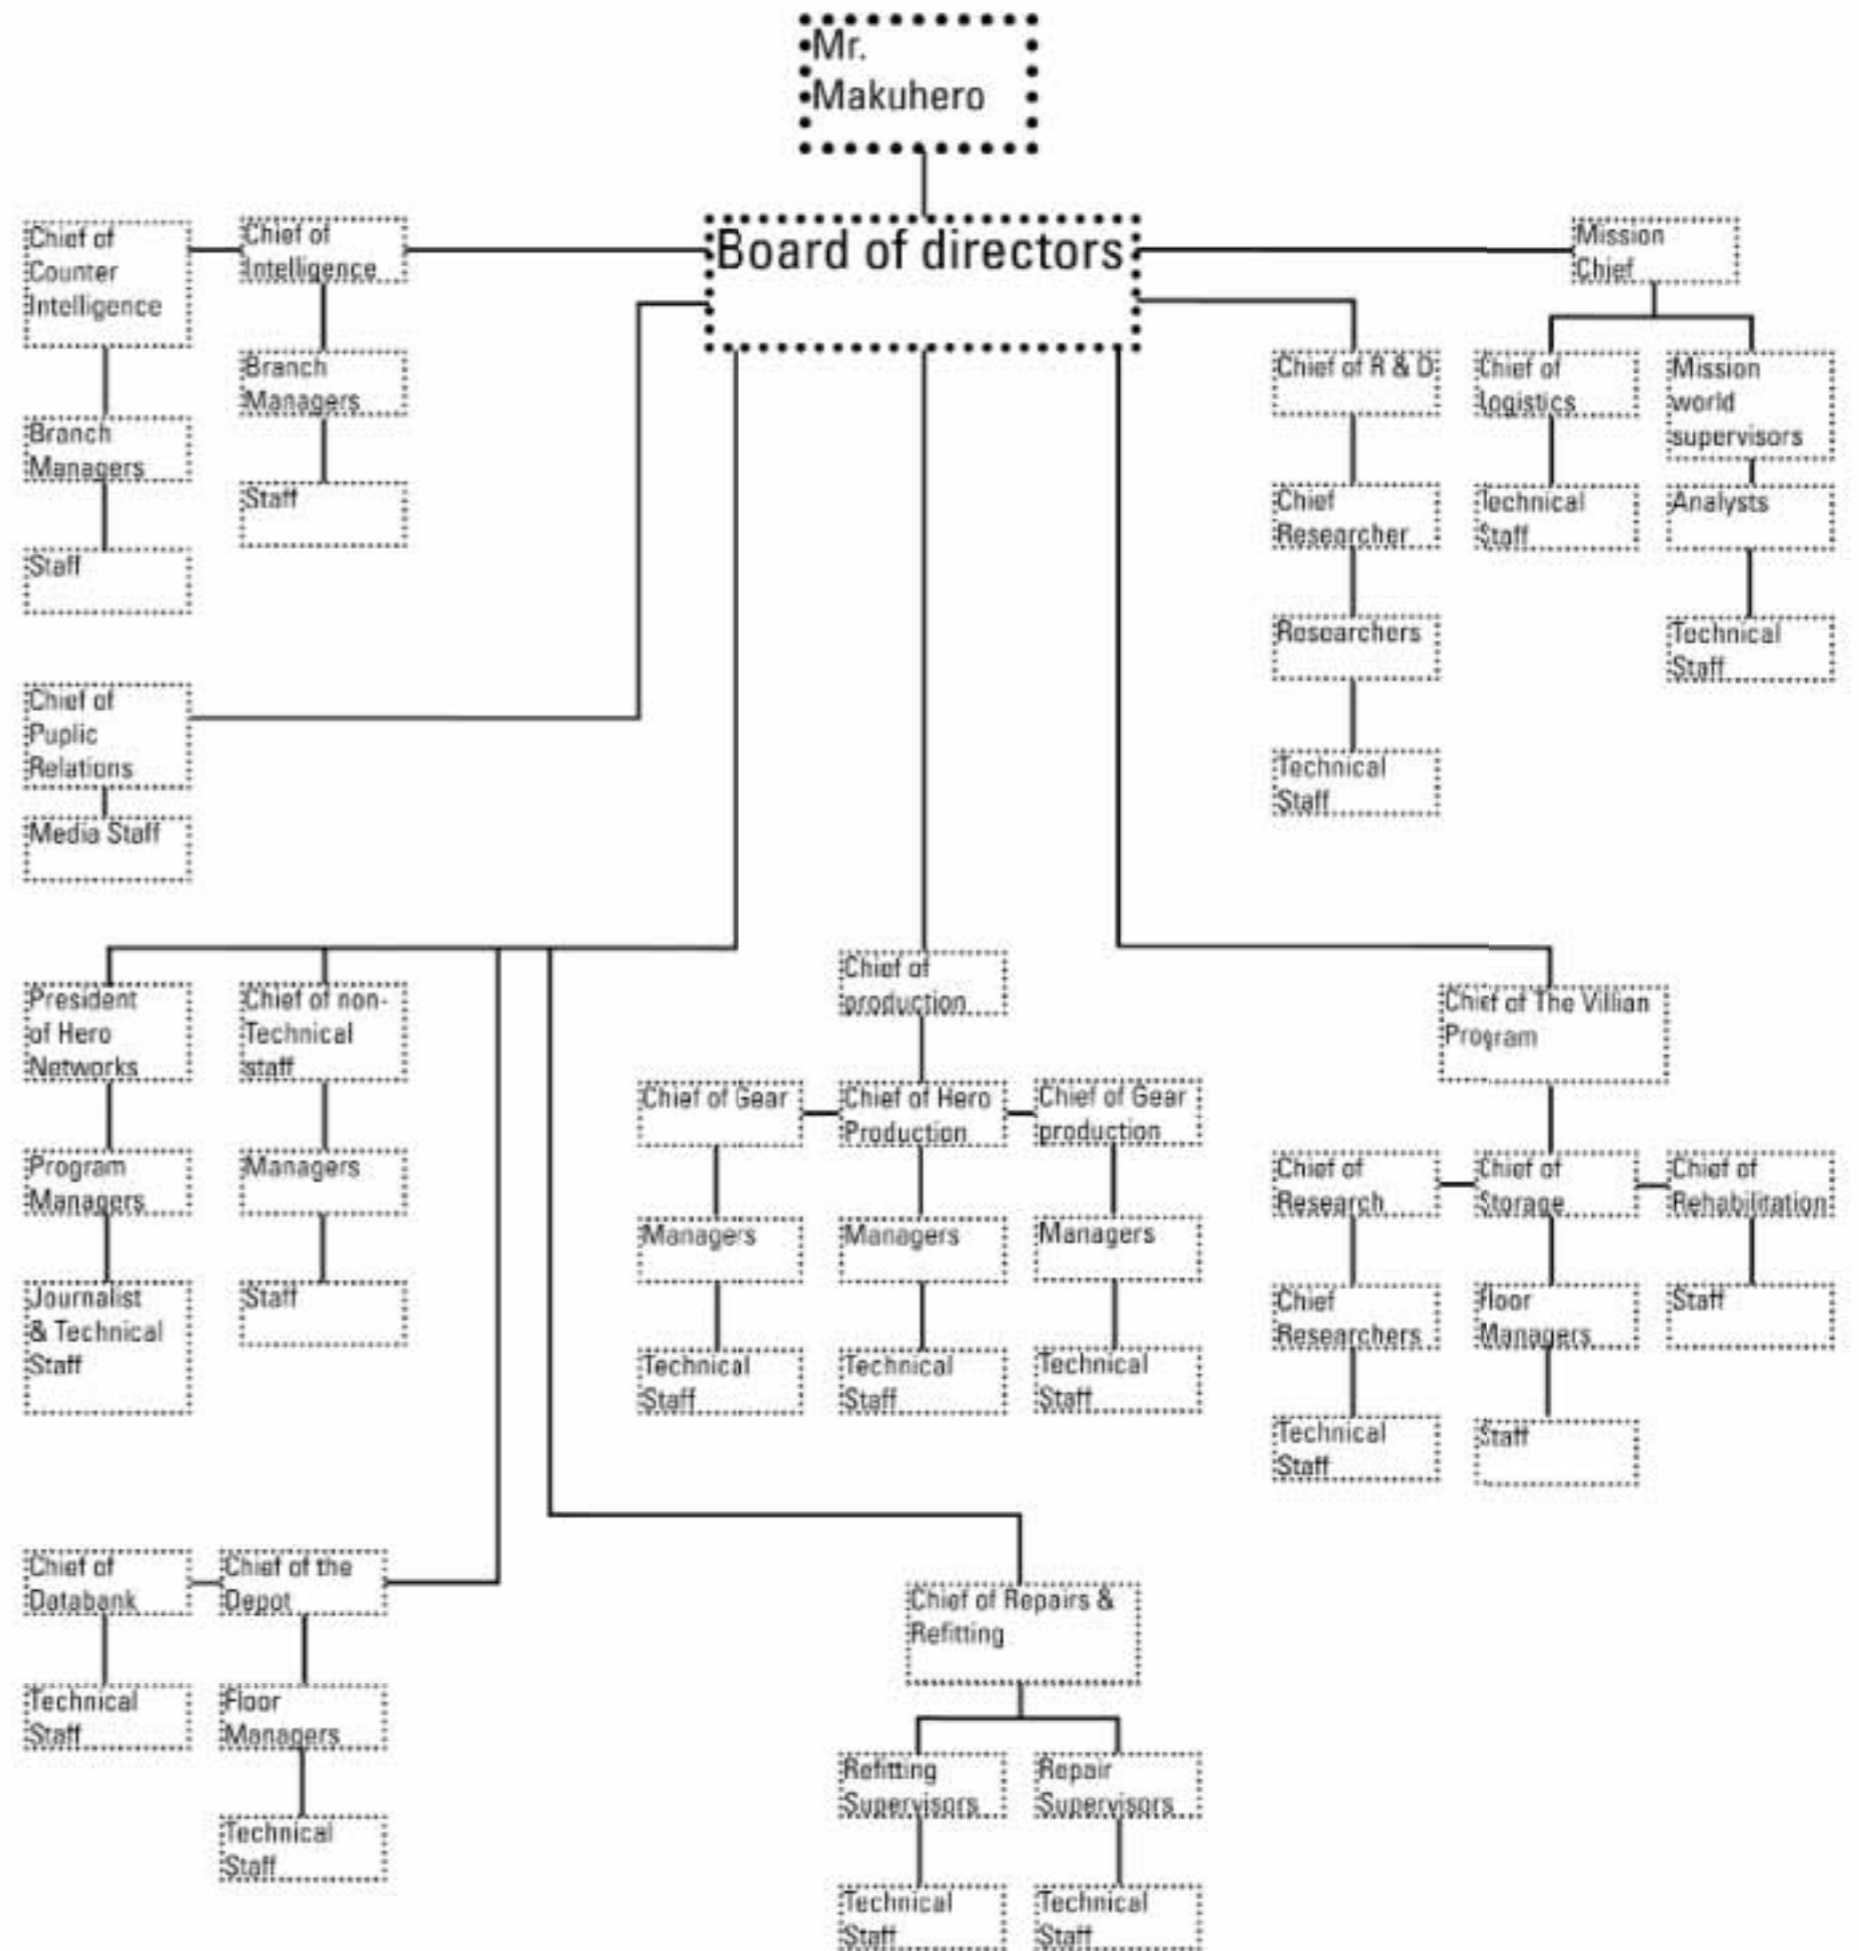 Mr.
Makuhero
Board of directors
Chief of
Counter
Intelligence
Chief of
Intelligence
Mission
Chief
Branch
Managers
Branch
Managers
Staff
Staff
Chief of R & D
Chief of
Logistics
Mission
world
supervisors
Chief
Researcher
Technical
Staff
Analysts
Researchers
Technical
Staff
Technical
Staff
Chief of
Puplic
Relations
Media Staff
President
of Hero
Networks
Chief of non-
Technical
staff
Program
Managers
Managers
Journalist
& Technical
Staff
Staff
Chief of
production
Chief of Gear
Chief of Hero
Production
Chief of Gear
production
Managers
Managers
Managers
Technical
Staff
Technical
Staff
Technical
Staff
Chief of The Villian
Program
Chief of
Research
Chief of
Storage
Chief of
Rehabilitation
Chief
Researchers
Floor
Managers
Staff
Technical
Staff
Staff
Chief of
Databank
Chief of the
Depot
Technical
Staff
Floor
Managers
Technical
Staff
Chief of Repairs &
Refitting
Refitting
Supervisors
Repair
Supervisors
Technical
Staff
Technical
Staff